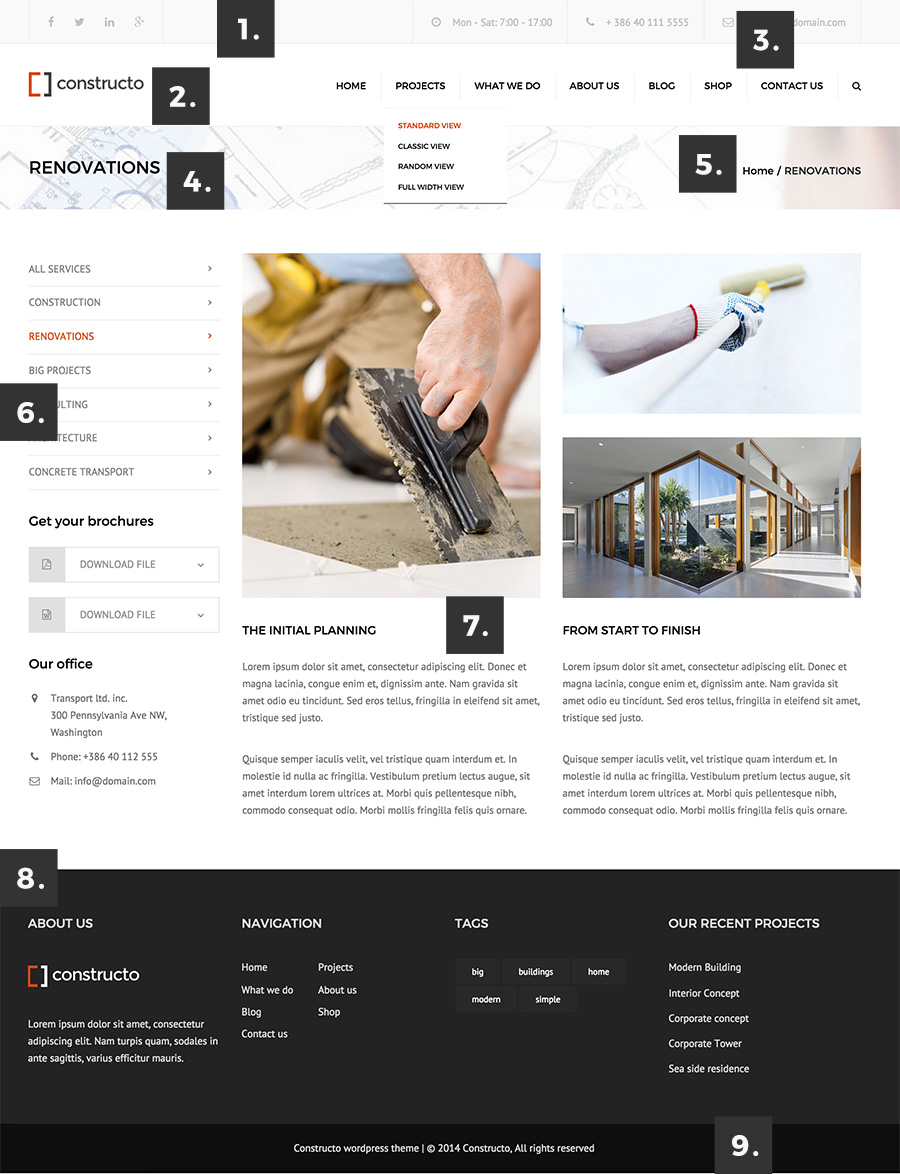 1.
Mon - Sat: 7:00 - 17:00
+ 386 40 111 5555
domain.com
3.
constructo
2.
HOME
PROJECTS
WHAT WE DO
ABOUT US
BLOG
SHOP
CONTACT US
STANDARD VIEW
CLASSIC VIEW
RANDOM VIEW
FULL WIDTH VIEW
RENOVATIONS
4.
5.
Home / RENOVATIONS
ALL SERVICES
CONSTRUCTION
RENOVATIONS
BIG PROJECTS
6.
CONCRETE TRANSPORT
Get your brochures
DOWNLOAD FILE
DOWNLOAD FILE
Our office
Transport ltd. inc.
300 Pennsylvania Ave NW,
Washington
Phone: +386 40 112 555
Mail: info@domain.com
7.
THE INITIAL PLANNING
Lorem ipsum dolor sit amet, consectetur adipiscing elit. Donec et
magna lacinia, congue enim et, dignissim ante. Nam gravida sit
amet odio eu tincidunt. Sed eros tellus, fringilla in eleifend sit amet,
tristique sed justo.
Quisque semper iaculis velit, vel tristique quam interdum et. In
molestie id nulla ac fringilla. Vestibulum pretium lectus augue, sit
amet interdum lorem ultrices at. Morbi quis pellentesque nibh,
commodo consequat odio. Morbi mollis fringilla felis quis ornare.
FROM START TO FINISH
Lorem ipsum dolor sit amet, consectetur adipiscing elit. Donec et
magna lacinia, congue enim et, dignissim ante. Nam gravida sit
amet odio eu tincidunt. Sed eros tellus, fringilla in eleifend sit amet,
tristique sed justo.
Quisque semper iaculis velit, vel tristique quam interdum et. In
molestie id nulla ac fringilla. Vestibulum pretium lectus augue, sit
amet interdum lorem ultrices at. Morbi quis pellentesque nibh,
commodo consequat odio. Morbi mollis fringilla felis quis ornare.
8.
ABOUT US
constructo
Lorem ipsum dolor sit amet, consectetur
adipiscing elit. Nam turpis quam, sodales in
ante sagittis, varius efficitur mauris.
NAVIGATION
Home
What we do
Blog
Contact us
Projects
About us
Shop
TAGS
big
buildings
home
modern
simple
OUR RECENT PROJECTS
Modern Building
Interior Concept
Corporate concept
Corporate Tower
Sea side residence
Constructo wordpress theme | © 2014 Constructo, All rights reserved
9.